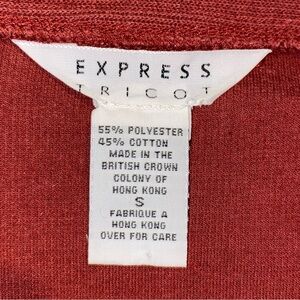 EXPRESS
TRICOT
55% POLYESTER
45% COTTON
MADE IN THE
BRITISH CROWN
COLONY OF
HONG KONG
S
FABRIQUE A
HONG KONG
OVER FOR CARE